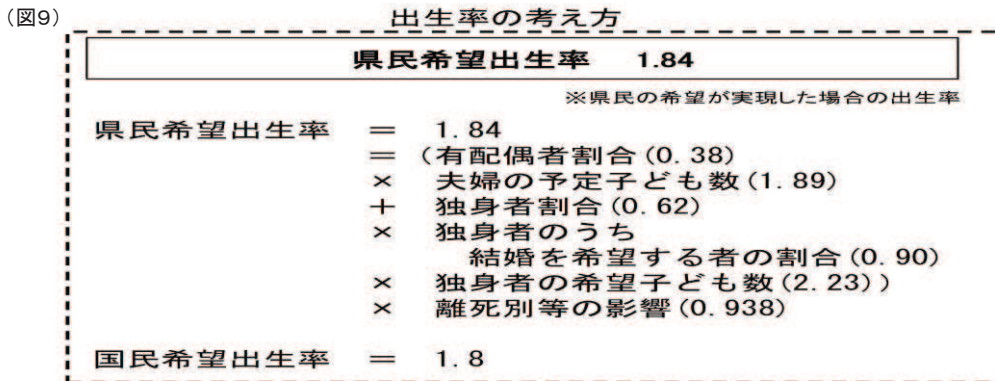 （図9）
出生率の考え方
県民希望出生率　1.84
※県民の希望が実現した場合の出生率
県民希望出生率　＝　1.84
＝（有配偶者割合(0.38)
×　夫婦の予定子ども数(1.89)
＋　独身者割合(0.62)
×　独身者のうち
結婚を希望する者の割合(0.90)
×　独身者の希望子ども数(2.23))
×　離死別等の影響(0.938)
国民希望出生率　＝　1.8